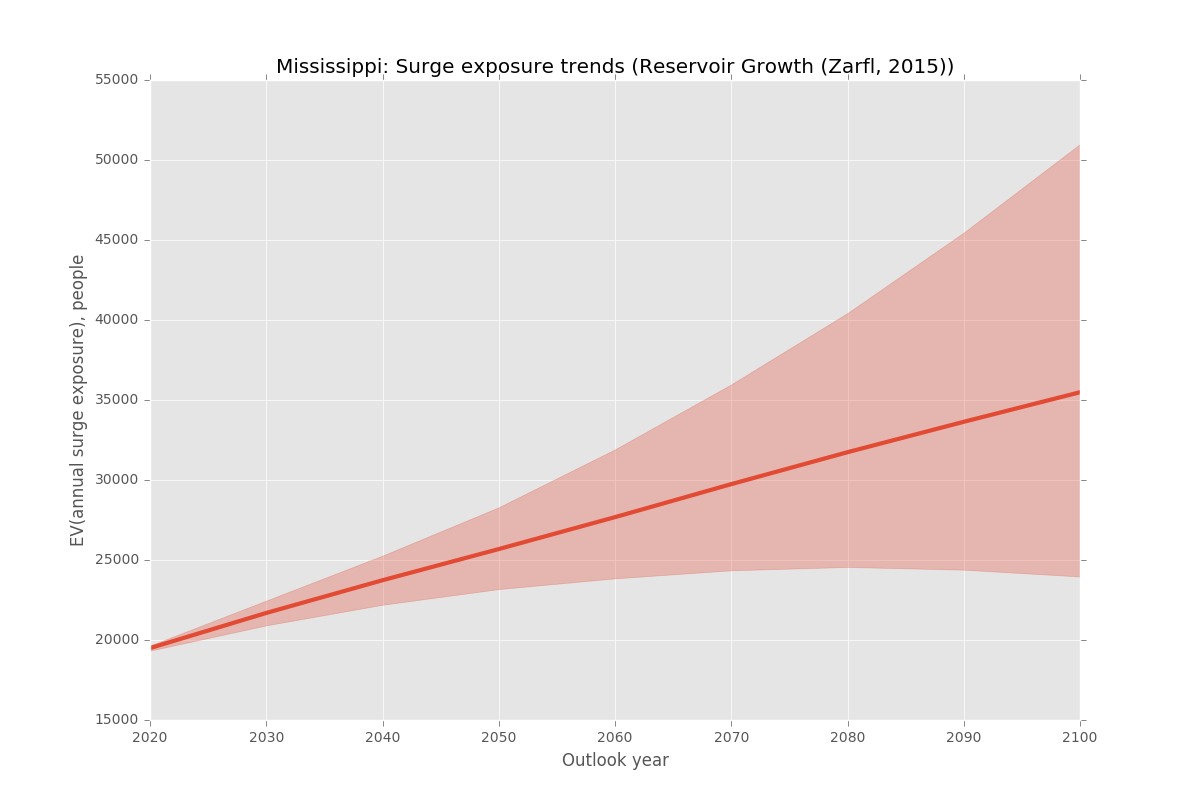 Mississippi: Surge exposure trends (Reservoir Growth (Zarfl, 2015))
55000
50000
45000
40000
35000
30000
25000
20000
15000
EV(annual surge exposure), people
2020 2030 2040 2050 2060 2070 2080 2090 2100
Outlook year